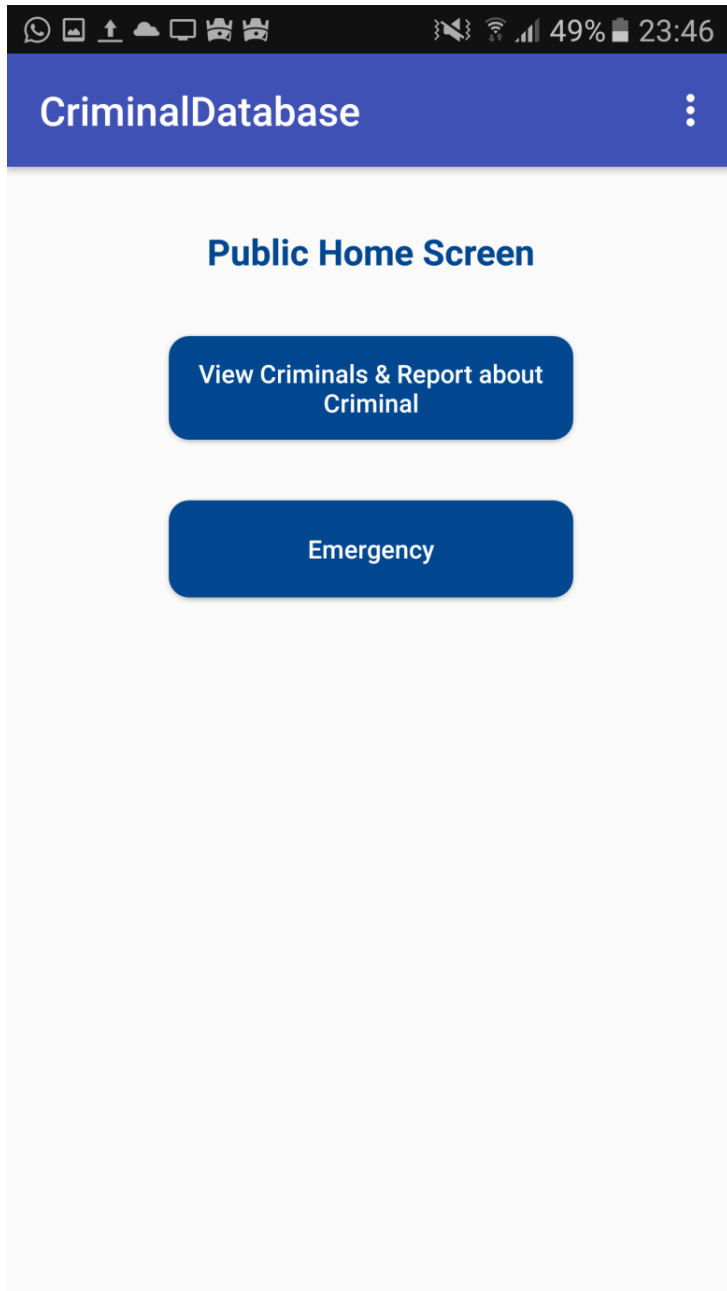 49% 23:46
CriminalDatabase
Public Home Screen
View Criminals & Report about
Criminal
Emergency